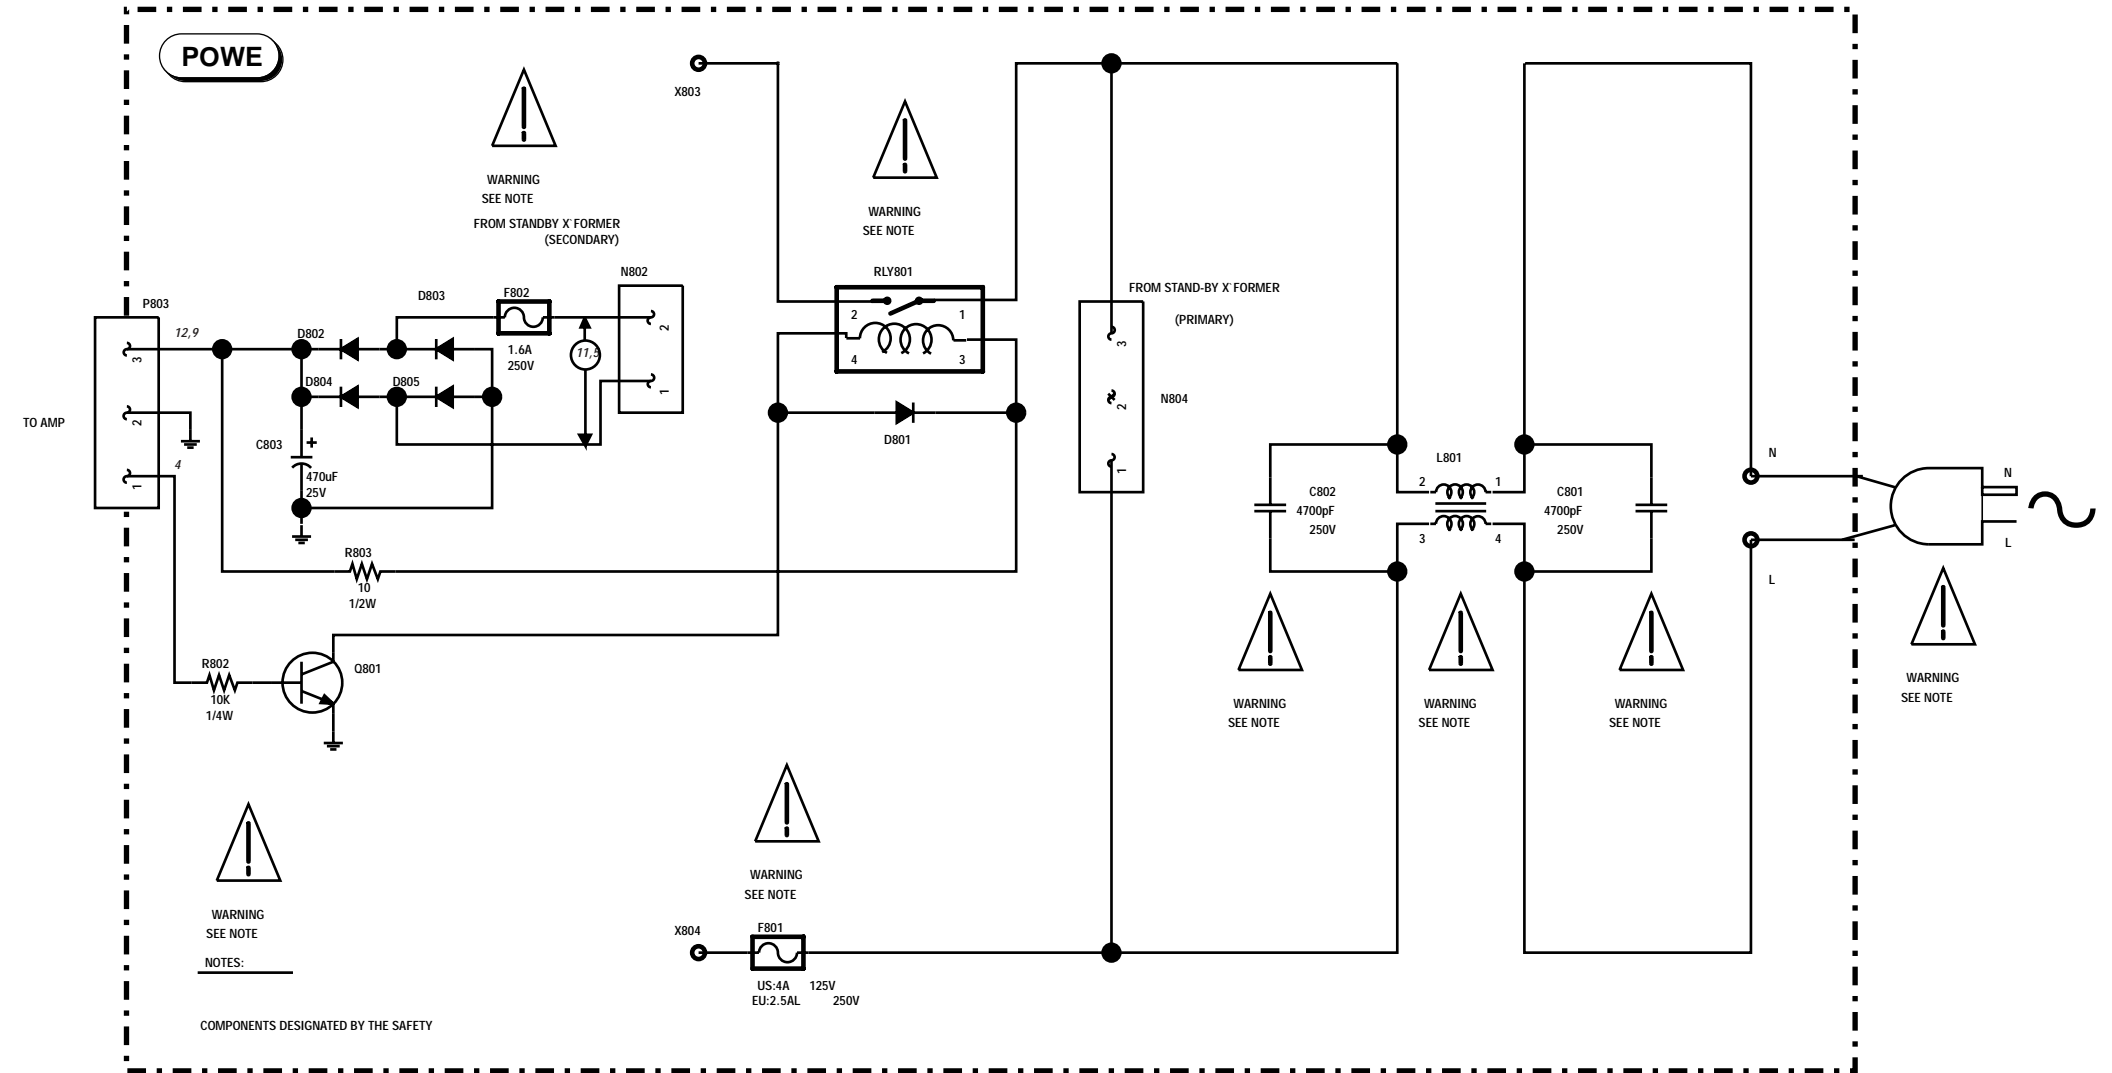 POWE
X803
WARNING
SEE NOTE
FROM STANDBY X`FORMER
(SECONDARY)
WARNING
SEE NOTE
RLY801
2
1
4
3
D801
N802
2
1
F802
1.6A
250V
11,5
D803
D802
D804
D805
P803
12,9
3
2
4
1
TO AMP
C803
+
470uF
25V
R803
10
1/2W
R802
10K
1/4W
Q801
FROM STAND-BY X`FORMER
(PRIMARY)
3
2
1
N804
C802
4700pF
250V
L801
2
1
3
4
C801
4700pF
250V
N
L
N
L
WARNING
SEE NOTE
WARNING
SEE NOTE
WARNING
SEE NOTE
WARNING
SEE NOTE
WARNING
SEE NOTE
X804
F801
US:4A 125V
EU:2.5AL 250V
WARNING
SEE NOTE
NOTES:
COMPONENTS DESIGNATED BY THE SAFETY